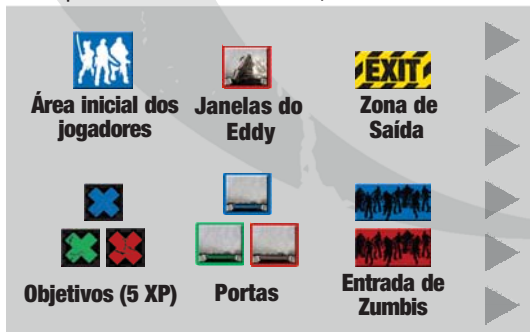 EXIT
Área inicial dos
jogadores
Janelas do
Eddy
Zona de
Saída
Objetivos (5 XP)
Portas
Entrada de
Zumbis